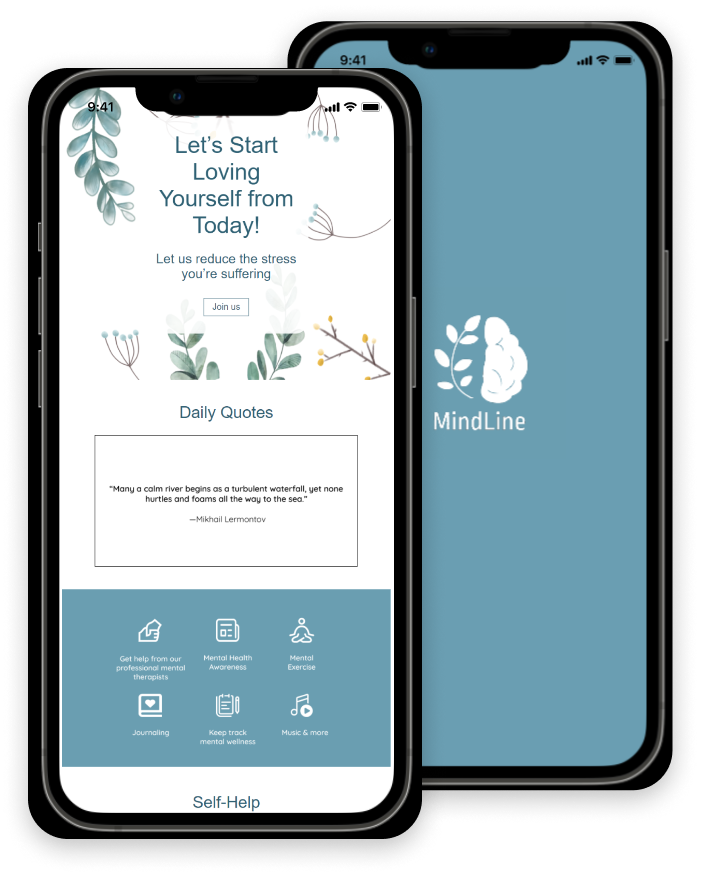 9:41
Let's Start
Loving
Yourself from
Today!
Let us reduce the stress
you're suffering
Join us
Daily Quotes
"Many a calm river begins as a turbulent waterfall, yet none
hurtles and foams all the way to the sea."
—Mikhail Lermontov
Get help from our
professional mental
therapists
Mental Health
Awareness
Mental
Exercise
Journaling
Keep track
mental wellness
Music & more
Self-Help
9:41
MindLine